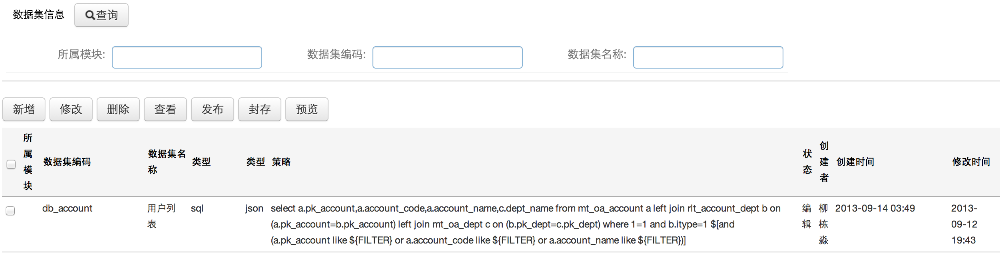 数据集信息 查询
所属模块: 数据集编码: 数据集名称:
新增 修改 删除 查看 发布 封存 预览
所属模块 数据集编码 数据集名称 类型 类型 策略 状态 创建者 创建时间 修改时间
db_account 用户列表 sql json select a.pk_account,a.account_code,a.account_name,c.dept_name from mt_oa_account a left join rlt_account_dept b on 编辑 柳栋淼 2013-09-14 03:49 2013-
(a.pk_account=b.pk_account) left join mt_oa_dept c on (b.pk_dept=c.pk_dept) where 1=1 and b.itype=1 $[and 09-12
(a.pk_account like ${FILTER} or a.account_code like ${FILTER} or a.account_name like ${FILTER})] 19:43